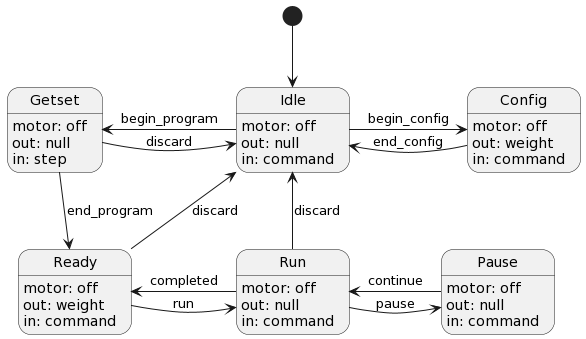 Getset
motor: off
out: null
in: step
begin_program
discard
Idle
motor: off
out: null
in: command
begin_config
end_config
Config
motor: off
out: weight
in: command
end_program
discard
discard
Ready
motor: off
out: weight
in: command
completed
run
Run
motor: off
out: null
in: command
continue
pause
Pause
motor: off
out: null
in: command